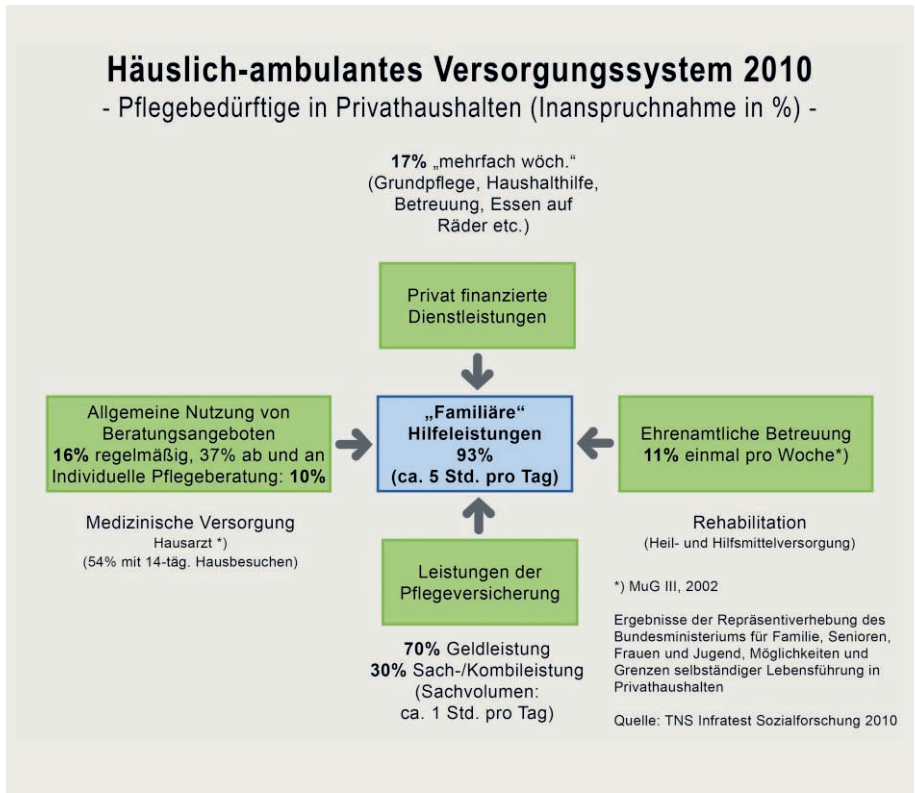 Häuslich-ambulantes Versorgungssystem 2010
- Pflegebedürftige in Privathaushalten (Inanspruchnahme in %) -
17% „mehrfach wöch.“
(Grundpflege, Haushalthilfe,
Betreuung, Essen auf
Räder etc.)
Privat finanzierte
Dienstleistungen
Allgemeine Nutzung von
Beratungsangeboten
16% regelmäßig, 37% ab und an
Individuelle Pflegeberatung: 10%
„Familiäre“
Hilfeleistungen
93%
(ca. 5 Std. pro Tag)
Ehrenamtliche Betreuung
11% einmal pro Woche*)
Medizinische Versorgung
Hausarzt *)
(54% mit 14-täg. Hausbesuchen)
Rehabilitation
(Heil- und Hilfsmittelversorgung)
Leistungen der
Pflegeversicherung
70% Geldleistung
30% Sach-/Kombileistung
(Sachvolumen:
ca. 1 Std. pro Tag)
*) MuG III, 2002
Ergebnisse der Repräsentiverhebung des
Bundesministeriums für Familie, Senioren,
Frauen und Jugend, Möglichkeiten und
Grenzen selbständiger Lebensführung in
Privathaushalten
Quelle: TNS Infratest Sozialforschung 2010